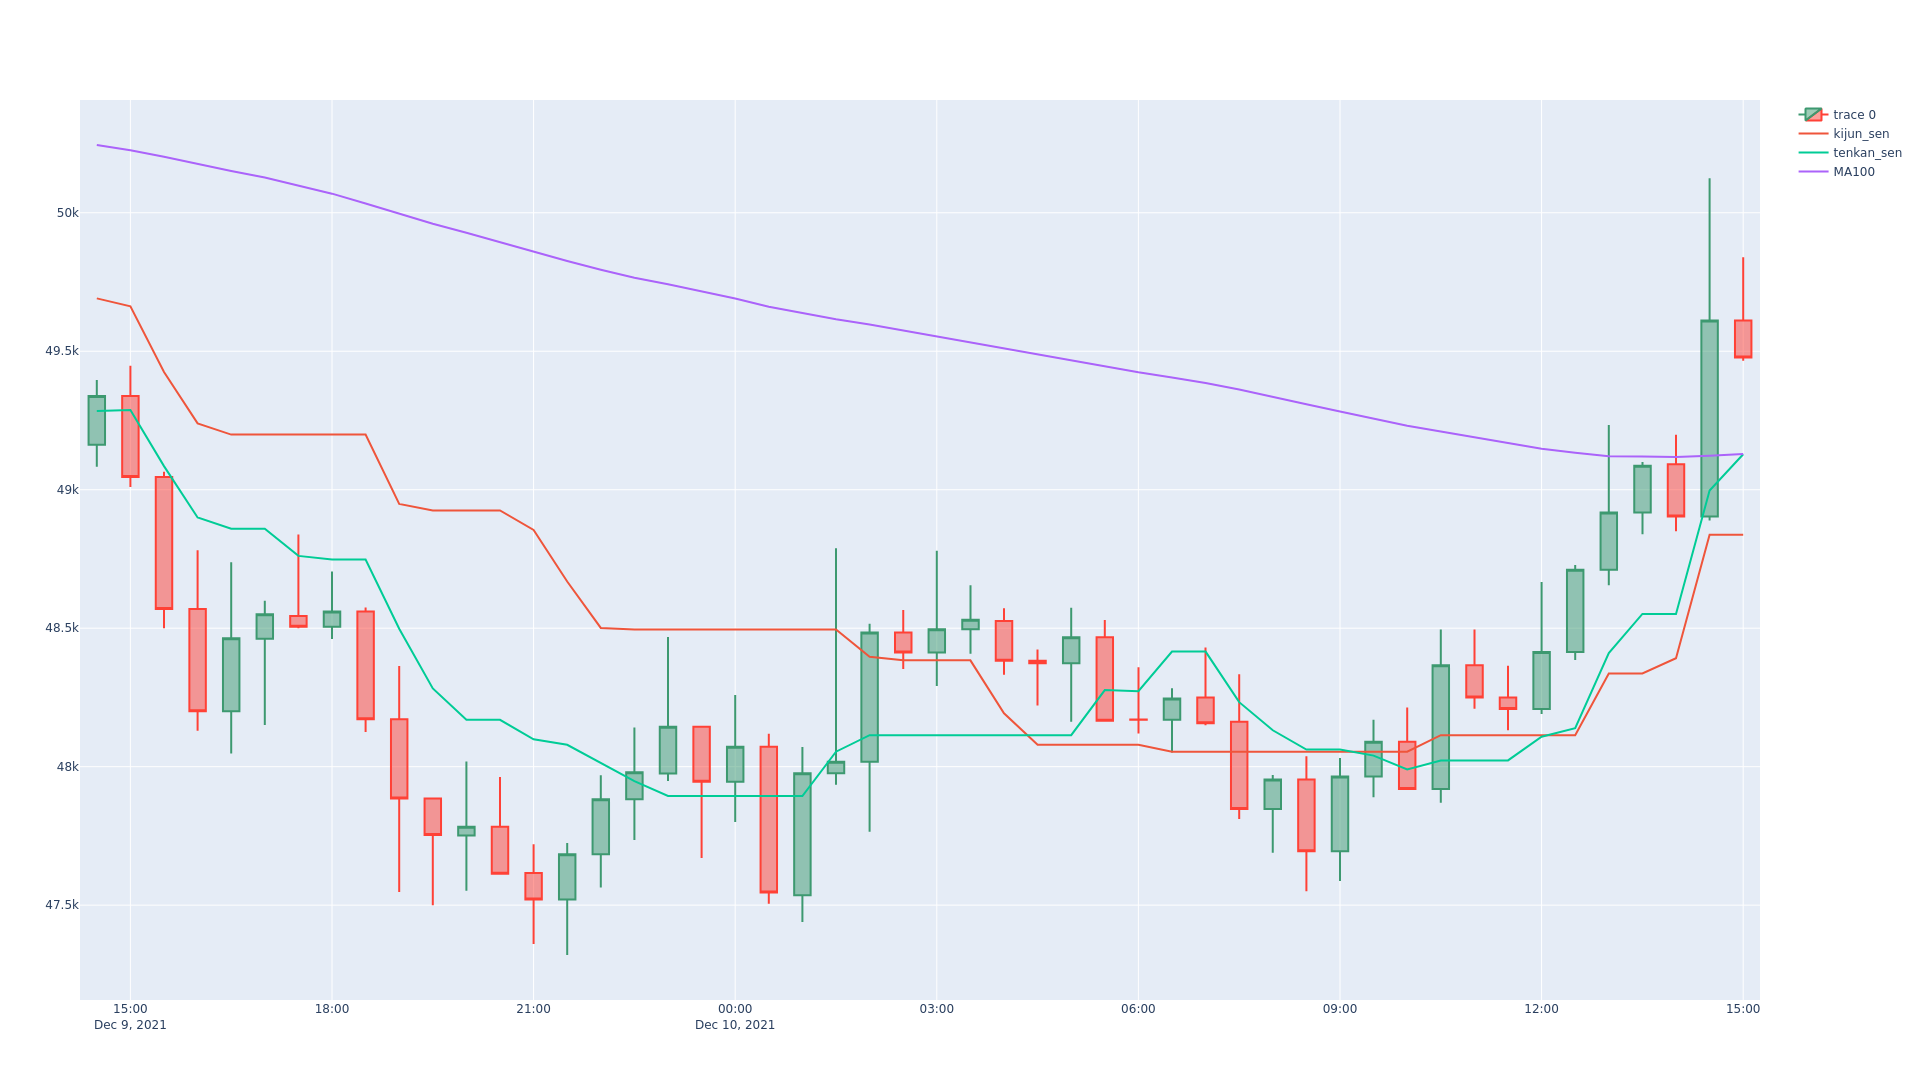 trace 0
kijun_sen
tenkan_sen
MA100
50k
49.5k
49k
48.5k
48k
47.5k
15:00 18:00 21:00 00:00 03:00 06:00 09:00 12:00 15:00
Dec 9, 2021 Dec 10, 2021